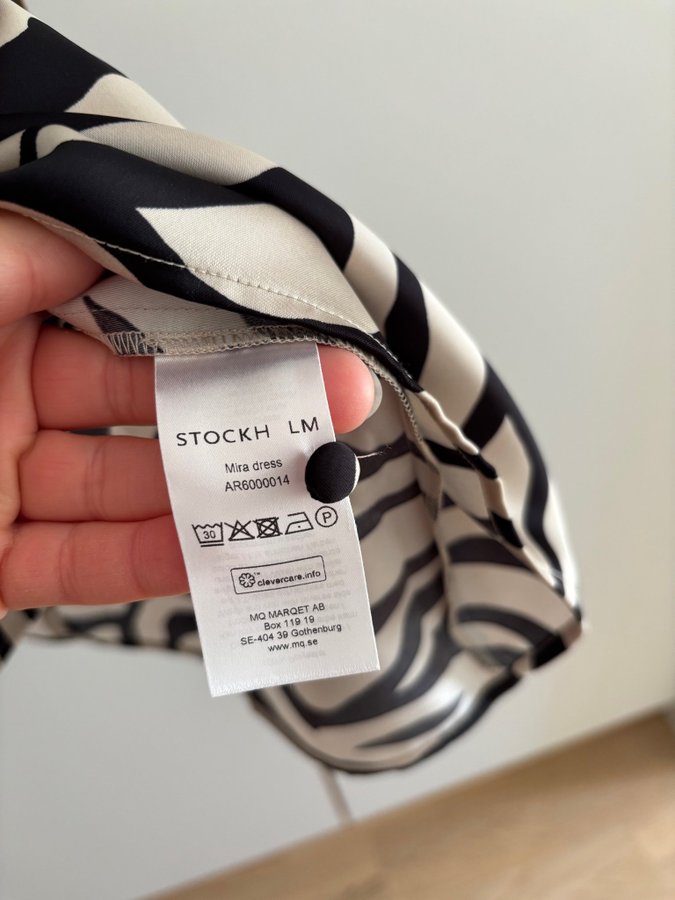 STOCKH LM
Mira dress
AR6000014
30 P
clevercare.info
MQ MARQET AB
Box 119 19
SE-404 39 Gothenburg
www.mq.se